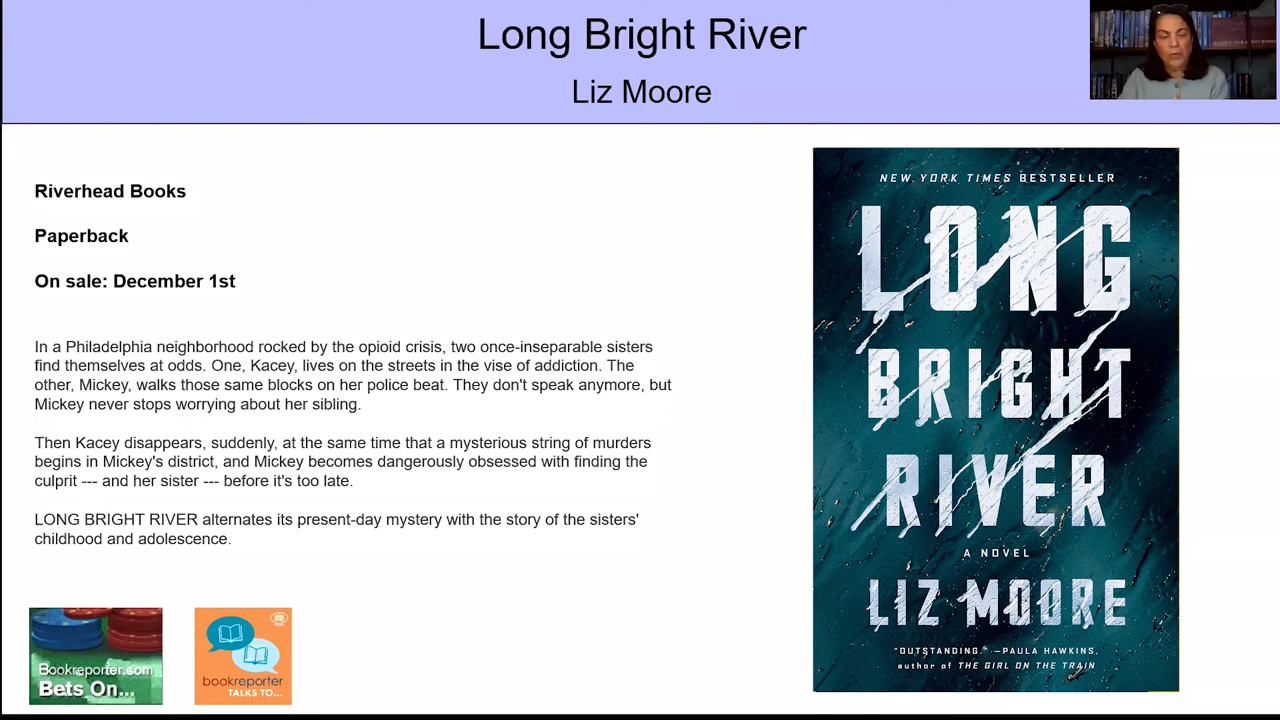 Long Bright River
Liz Moore
Riverhead Books
Paperback
On sale: December 1st
In a Philadelphia neighborhood rocked by the opioid crisis, two once-inseparable sisters
find themselves at odds. One, Kacey, lives on the streets in the vise of addiction. The
other, Mickey, walks those same blocks on her police beat. They don't speak anymore, but
Mickey never stops worrying about her sibling.
Then Kacey disappears, suddenly, at the same time that a mysterious string of murders
begins in Mickey's district, and Mickey becomes dangerously obsessed with finding the
culprit --- and her sister --- before it's too late.
LONG BRIGHT RIVER alternates its present-day mystery with the story of the sisters'
childhood and adolescence.
Bookreporter.com
Bets On...
bookreporter
TALKS TO...
NEW YORK TIMES BESTSELLER
LONG
BRIGHT
RIVER
A NOVEL
LIZ MOORE
"OUTSTANDING." —PAULA HAWKINS,
author of THE GIRL ON THE TRAIN